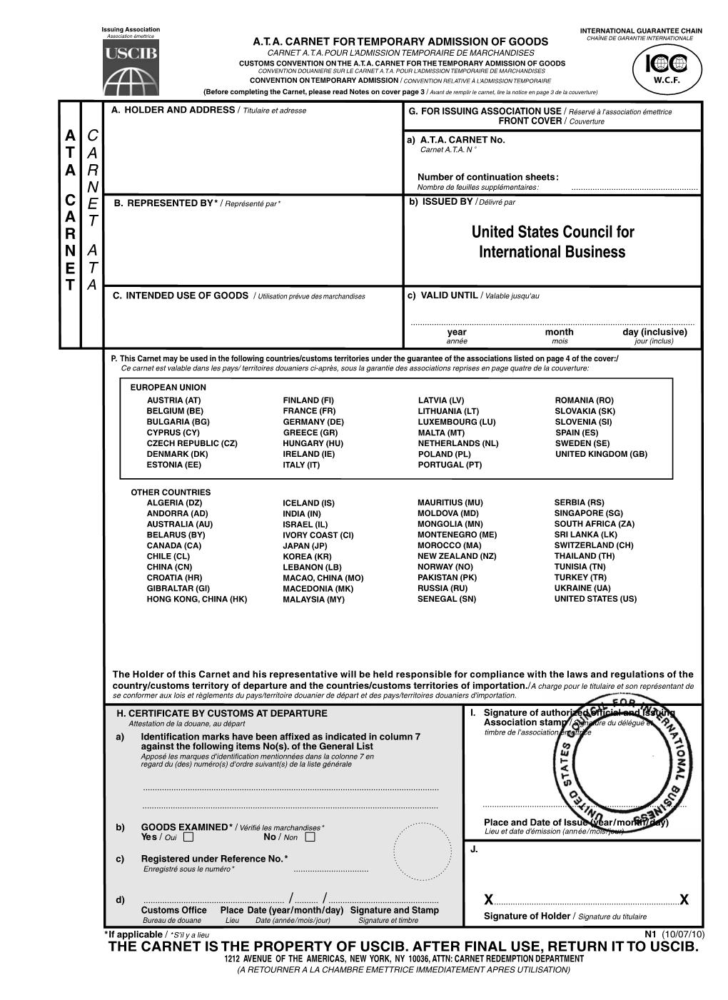 Issuing Association
Association émettrice
USCIB
A.T.A. CARNET FOR TEMPORARY ADMISSION OF GOODS
CARNET A.T.A. POUR L'ADMISSION TEMPORAIRE DE MARCHANDISES
CUSTOMS CONVENTION ON THE A.T.A. CARNET FOR THE TEMPORARY ADMISSION OF GOODS
CONVENTION DOUANIERE SUR LE CARNET A.T.A. POUR L'ADMISSION TEMPORAIRE DE MARCHANDISES
CONVENTION ON TEMPORARY ADMISSION / CONVENTION RELATIVE À L'ADMISSION TEMPORAIRE
(Before completing the Carnet, please read Notes on cover page 3 / Avant de remplir le carnet, lire la notice en page 3 de la couverture)
INTERNATIONAL GUARANTEE CHAIN
CHAÎNE DE GARANTIE INTERNATIONALE
ICC
W.C.F.
ATA CARNET
CARNET ATA
A. HOLDER AND ADDRESS / Titulaire et adresse
G. FOR ISSUING ASSOCIATION USE / Réservé à l'association émettrice
FRONT COVER / Couverture
a) A.T.A. CARNET No.
Carnet A.T.A. N°
Number of continuation sheets:
Nombre de feuilles supplémentaires:
B. REPRESENTED BY* / Représenté par*
b) ISSUED BY / Délivré par
United States Council for
International Business
C. INTENDED USE OF GOODS / Utilisation prévue des marchandises
c) VALID UNTIL / Valable jusqu'au
year month day (inclusive)
année mois jour (inclus)
P. This Carnet may be used in the following countries/customs territories under the guarantee of the associations listed on page 4 of the cover:/
Ce carnet est valable dans les pays/ territoires douaniers ci-après, sous la garantie des associations reprises en page quatre de la couverture:
EUROPEAN UNION
AUSTRIA (AT) FINLAND (FI) LATVIA (LV) ROMANIA (RO)
BELGIUM (BE) FRANCE (FR) LITHUANIA (LT) SLOVAKIA (SK)
BULGARIA (BG) GERMANY (DE) LUXEMBOURG (LU) SLOVENIA (SI)
CYPRUS (CY) GREECE (GR) MALTA (MT) SPAIN (ES)
CZECH REPUBLIC (CZ) HUNGARY (HU) NETHERLANDS (NL) SWEDEN (SE)
DENMARK (DK) IRELAND (IE) POLAND (PL) UNITED KINGDOM (GB)
ESTONIA (EE) ITALY (IT) PORTUGAL (PT)
OTHER COUNTRIES
ALGERIA (DZ) ICELAND (IS) MAURITIUS (MU) SERBIA (RS)
ANDORRA (AD) INDIA (IN) MOLDOVA (MD) SINGAPORE (SG)
AUSTRALIA (AU) ISRAEL (IL) MONGOLIA (MN) SOUTH AFRICA (ZA)
BELARUS (BY) IVORY COAST (CI) MONTENEGRO (ME) SRI LANKA (LK)
CANADA (CA) JAPAN (JP) MOROCCO (MA) SWITZERLAND (CH)
CHILE (CL) KOREA (KR) NEW ZEALAND (NZ) THAILAND (TH)
CHINA (CN) LEBANON (LB) NORWAY (NO) TUNISIA (TN)
CROATIA (HR) MACAO, CHINA (MO) PAKISTAN (PK) TURKEY (TR)
GIBRALTAR (GI) MACEDONIA (MK) RUSSIA (RU) UKRAINE (UA)
HONG KONG, CHINA (HK) MALAYSIA (MY) SENEGAL (SN) UNITED STATES (US)
The Holder of this Carnet and his representative will be held responsible for compliance with the laws and regulations of the
country/customs territory of departure and the countries/customs territories of importation./A charge pour le titulaire et son représentant de
se conformer aux lois et règlements du pays/territoire douanier de départ et des pays/territoires douaniers d'importation.
H. CERTIFICATE BY CUSTOMS AT DEPARTURE
Attestation de la douane, au départ
a) Identification marks have been affixed as indicated in column 7
against the following items No(s). of the General List
Apposé les marques d'identification mentionnées dans la colonne 7 en
regard du (des) numéro(s) d'ordre suivant(s) de la liste générale
b) GOODS EXAMINED* / Vérifié les marchandises*
Yes / Oui No / Non
c) Registered under Reference No.*
Enregistré sous le numéro*
d) / /
Customs Office Place Date (year/month/day) Signature and Stamp
Bureau de douane Lieu Date (année/mois/jour) Signature et timbre
I. Signature of authorized official and Issuing
Association stamp / Signature du délégué et
timbre de l'association émettrice
UNITED STATES COUNCIL FOR INTERNATIONAL BUSINESS
Place and Date of Issue (year/month/day)
Lieu et date d'émission (année/mois/jour)
J.
X X
Signature of Holder / Signature du titulaire
*If applicable / *S'il y a lieu
N1 (10/07/10)
THE CARNET IS THE PROPERTY OF USCIB. AFTER FINAL USE, RETURN IT TO USCIB.
1212 AVENUE OF THE AMERICAS, NEW YORK, NY 10036, ATTN: CARNET REDEMPTION DEPARTMENT
(A RETOURNER A LA CHAMBRE EMETTRICE IMMEDIATEMENT APRES UTILISATION)